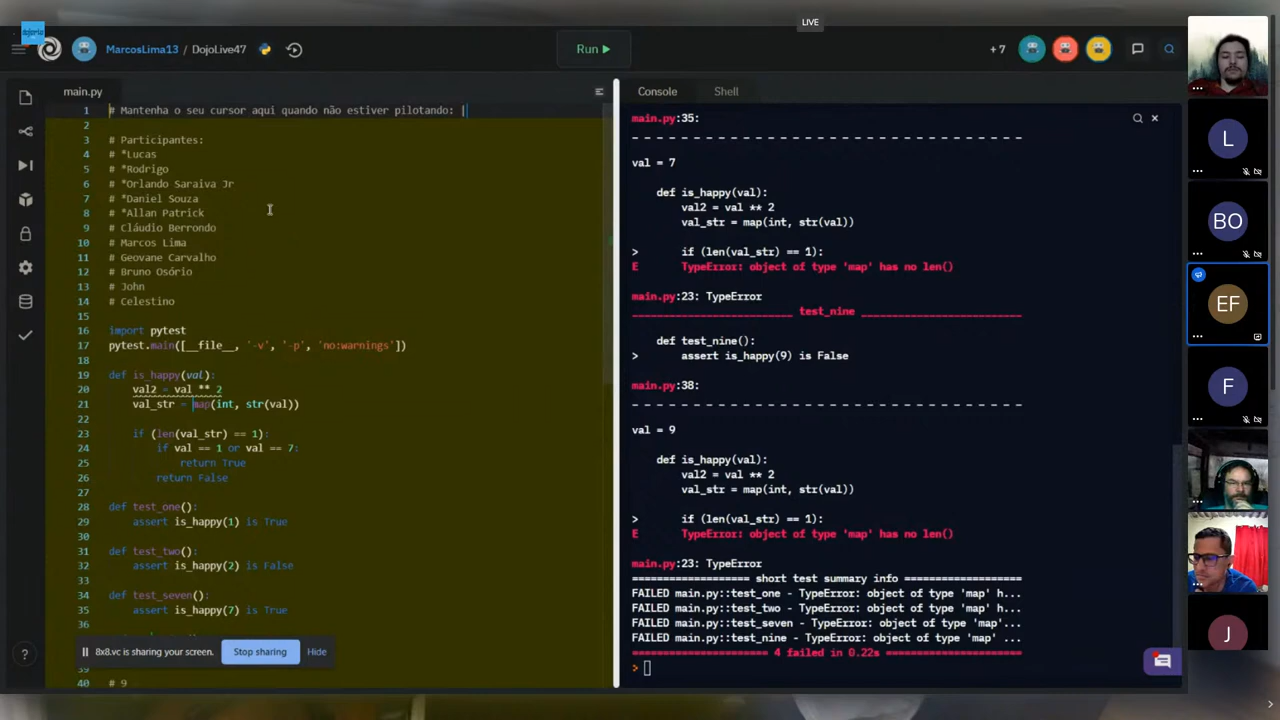 LIVE
dojorio
MarcosLima13 / DojoLive47
Run
+ 7
main.py
1 # Mantenha o seu cursor aqui quando não estiver pilotando: |
2
3 # Participantes:
4 # *Lucas
5 # *Rodrigo
6 # *Orlando Saraiva Jr
7 # *Daniel Souza
8 # *Allan Patrick
9 # Cláudio Berrondo
10 # Marcos Lima
11 # Geovane Carvalho
12 # Bruno Osório
13 # John
14 # Celestino
15
16 import pytest
17 pytest.main([__file__, '-v', '-p', 'no:warnings'])
18
19 def is_happy(val):
20 val2 = val ** 2
21 val_str = map(int, str(val))
22
23 if (len(val_str) == 1):
24 if val == 1 or val == 7:
25 return True
26 return False
27
28 def test_one():
29 assert is_happy(1) is True
30
31 def test_two():
32 assert is_happy(2) is False
33
34 def test_seven():
35 assert is_happy(7) is True
36
39
40 # 9
8x8.vc is sharing your screen.
Stop sharing
Hide
Console
Shell
main.py:35:
- - - - - - - - - - - - - - - - - - - - - - - - - - - - - - - -
val = 7
def is_happy(val):
val2 = val ** 2
val_str = map(int, str(val))
> if (len(val_str) == 1):
E TypeError: object of type 'map' has no len()
main.py:23: TypeError
__________________________ test_nine __________________________
def test_nine():
> assert is_happy(9) is False
main.py:38:
- - - - - - - - - - - - - - - - - - - - - - - - - - - - - - - -
val = 9
def is_happy(val):
val2 = val ** 2
val_str = map(int, str(val))
> if (len(val_str) == 1):
E TypeError: object of type 'map' has no len()
main.py:23: TypeError
=================== short test summary info ===================
FAILED main.py::test_one - TypeError: object of type 'map' h...
FAILED main.py::test_two - TypeError: object of type 'map' h...
FAILED main.py::test_seven - TypeError: object of type 'map'...
FAILED main.py::test_nine - TypeError: object of type 'map' ...
====================== 4 failed in 0.22s ======================
>
L
BO
EF
F
J